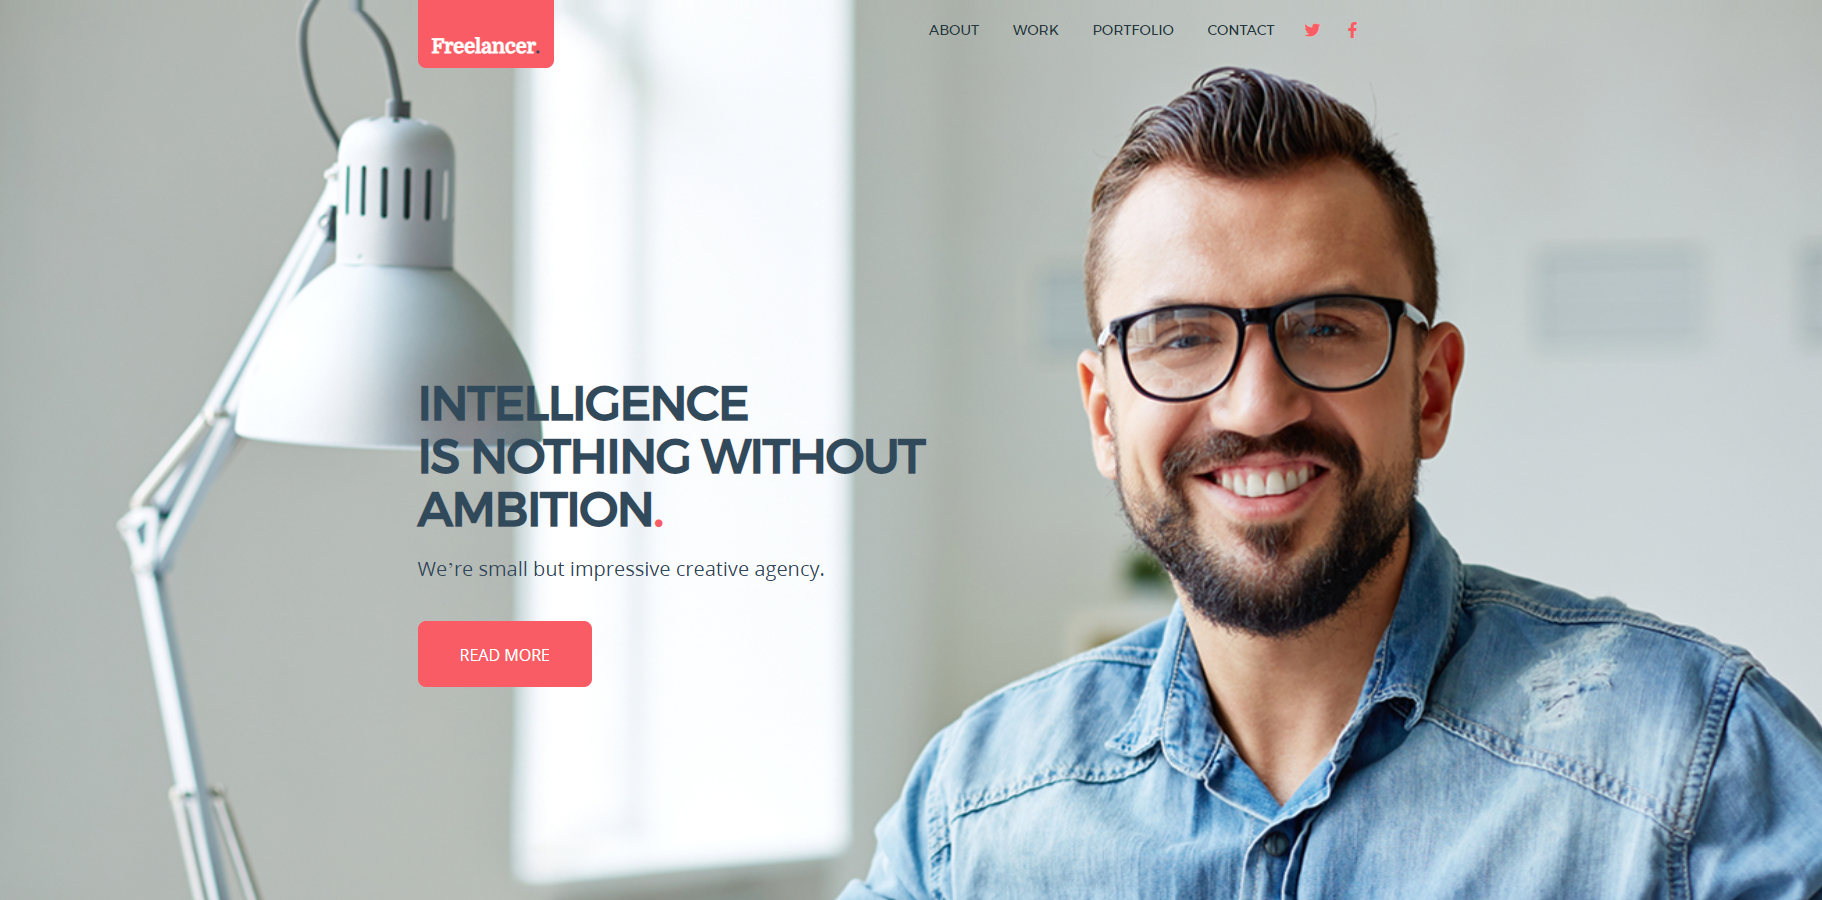 Freelancer.
ABOUT WORK PORTFOLIO CONTACT
INTELLIGENCE
IS NOTHING WITHOUT
AMBITION.
We’re small but impressive creative agency.
READ MORE